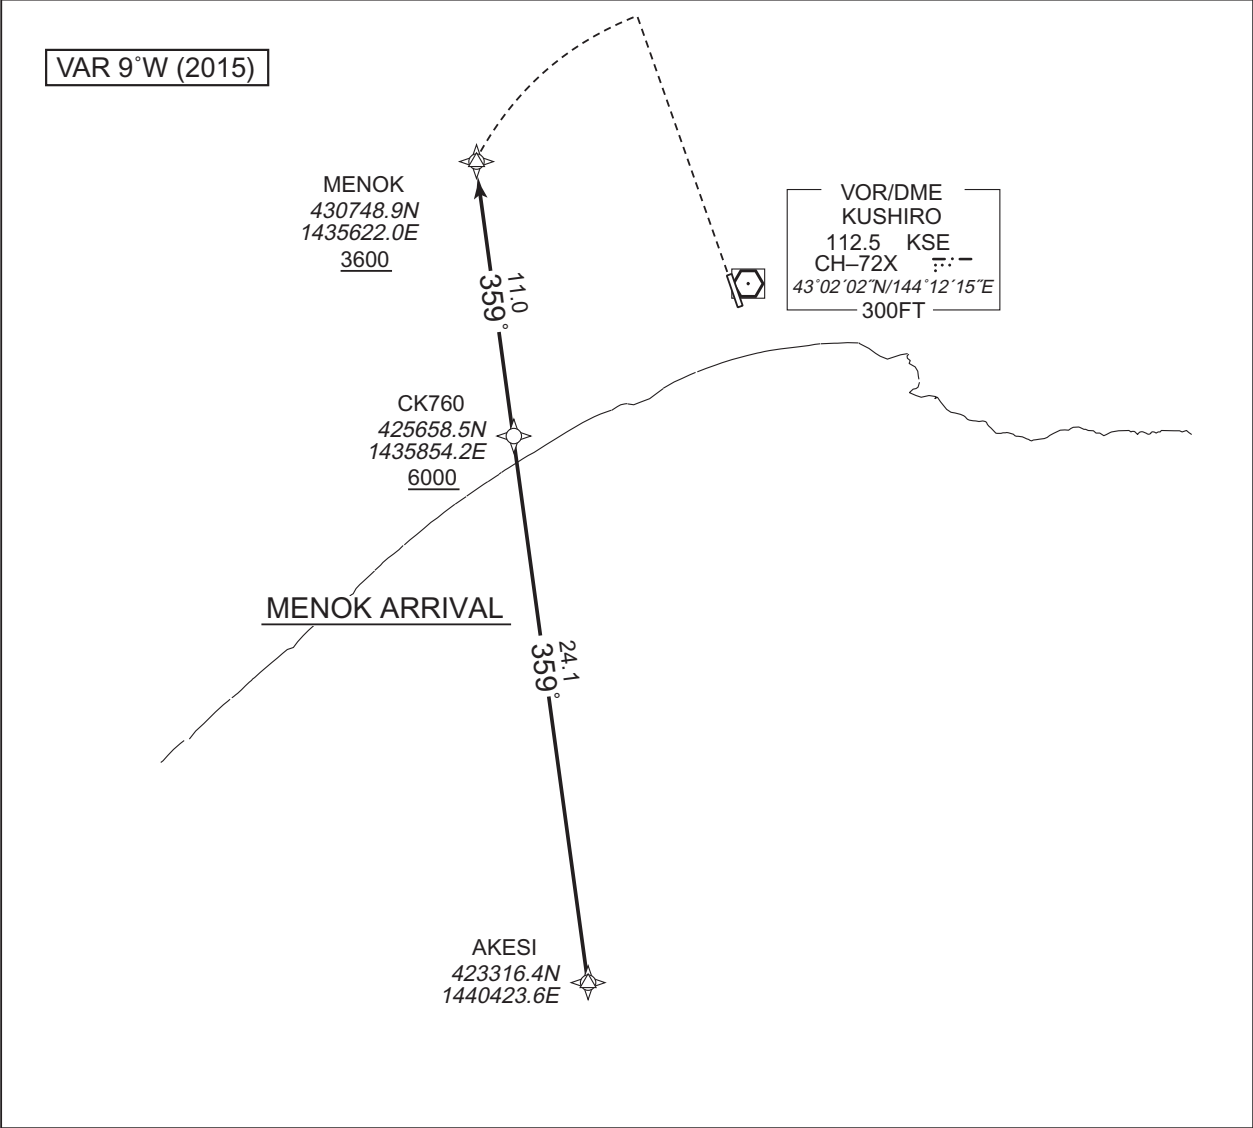 VAR 9°W (2015)
MENOK
430748.9N
1435622.0E
3600
11.0
359°
VOR/DME
KUSHIRO
112.5 KSE
CH–72X
43°02′02″N/144°12′15″E
300FT
CK760
425658.5N
1435854.2E
6000
MENOK ARRIVAL
24.1
359°
AKESI
423316.4N
1440423.6E